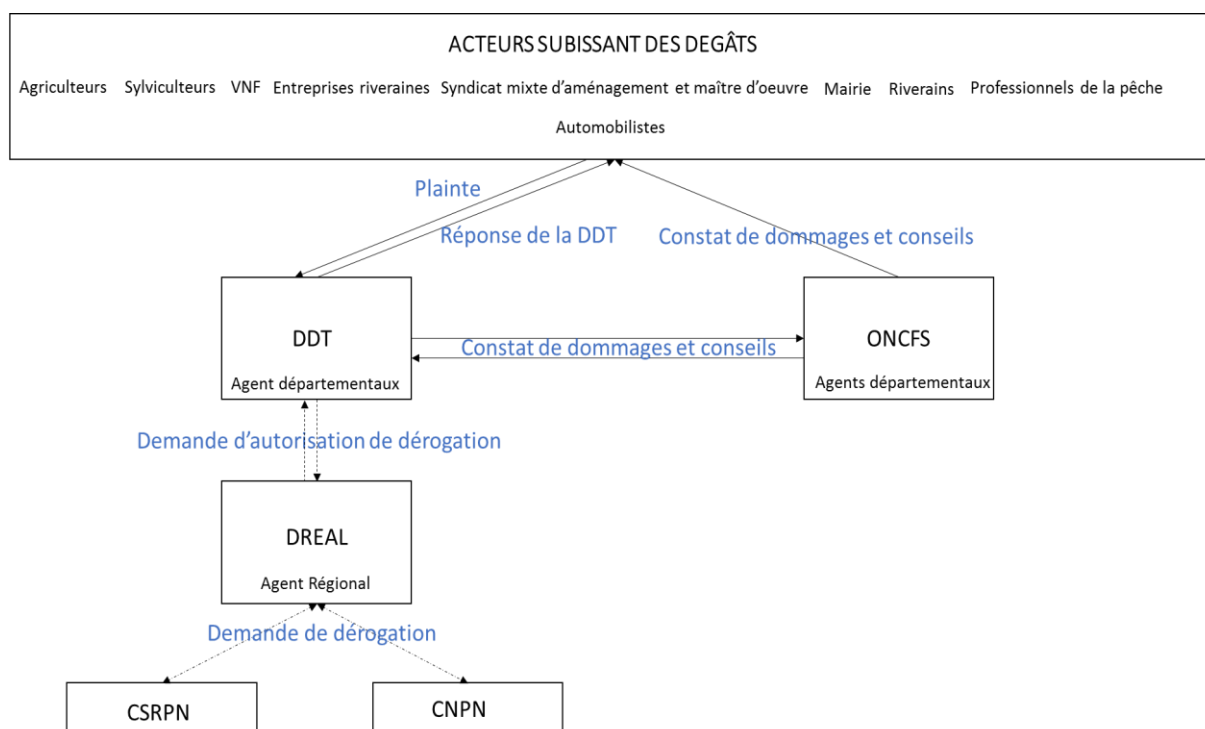 ACTEURS SUBISSANT DES DEGÂTS
Agriculteurs Sylviculteurs VNF Entreprises riveraines Syndicat mixte d'aménagement et maître d'oeuvre Mairie Riverains Professionnels de la pêche
Automobilistes
Plainte
Réponse de la DDT
Constat de dommages et conseils
DDT
Agent départementaux
Constat de dommages et conseils
ONCFS
Agents départementaux
Demande d'autorisation de dérogation
DREAL
Agent Régional
Demande de dérogation
CSRPN
CNPN